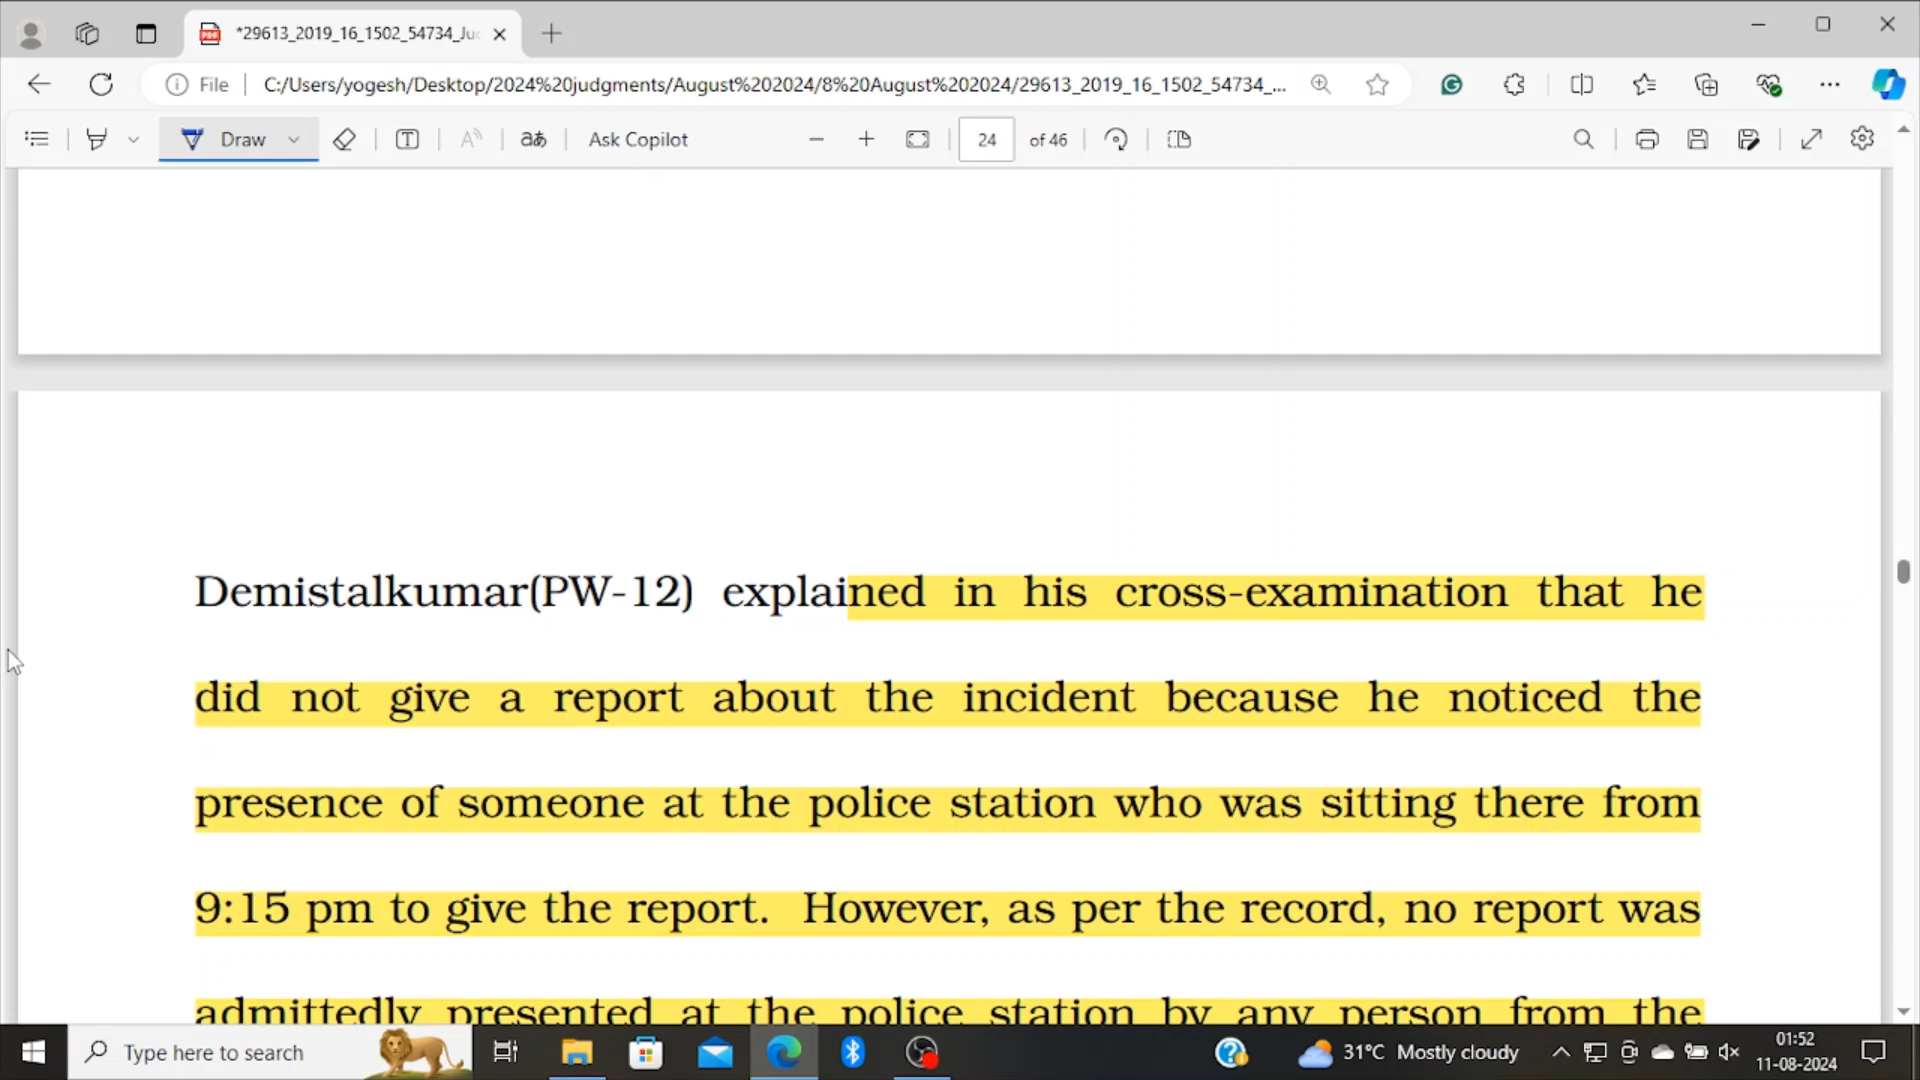 *29613_2019_16_1502_54734_Ju
File
C:/Users/yogesh/Desktop/2024%20judgments/August%202024/8%20August%202024/29613_2019_16_1502_54734_...
Draw
aあ
Ask Copilot
24
of 46
Demistalkumar(PW-12) explained in his cross-examination that he
did not give a report about the incident because he noticed the
presence of someone at the police station who was sitting there from
9:15 pm to give the report. However, as per the record, no report was
admittedly presented at the police station by any person from the
Type here to search
31°C Mostly cloudy
01:52
11-08-2024